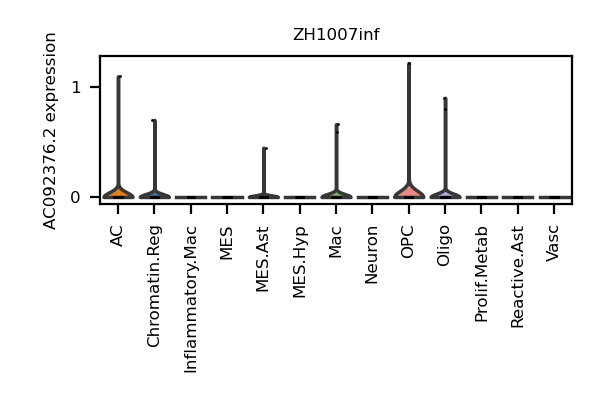 ZH1007inf
AC092376.2 expression
1
0
AC
Chromatin.Reg
Inflammatory.Mac
MES
MES.Ast
MES.Hyp
Mac
Neuron
OPC
Oligo
Prolif.Metab
Reactive.Ast
Vasc